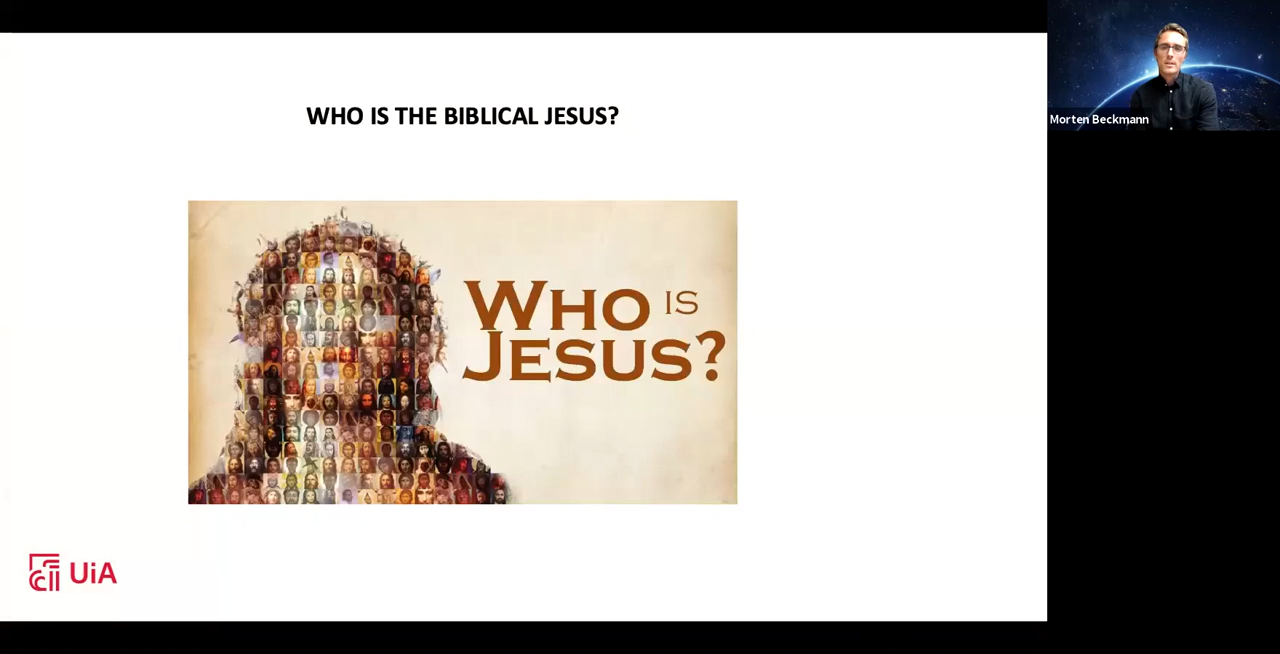 WHO IS THE BIBLICAL JESUS?
WHO IS
JESUS?
UiA
Morten Beckmann